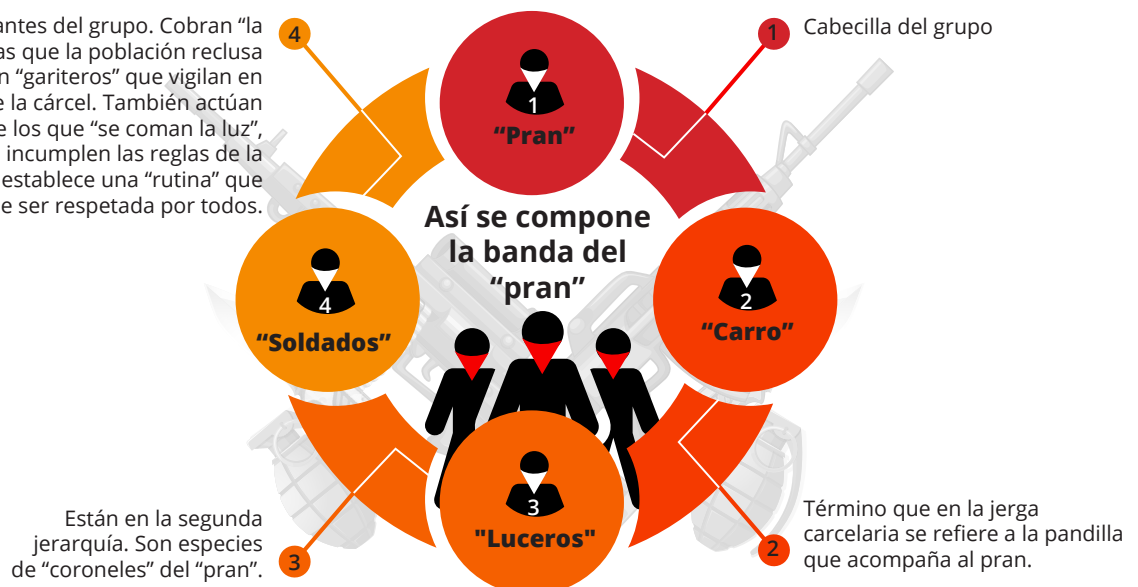 antes del grupo. Cobran “la
as que la población reclusa
n “gariteros” que vigilan en
e la cárcel. También actúan
e los que “se coman la luz”,
incumplen las reglas de la
establece una “rutina” que
e ser respetada por todos.
4
1
Cabecilla del grupo
1
“Pran”
Así se compone
la banda del
“pran”
4
“Soldados”
2
“Carro”
3
"Luceros"
Están en la segunda
jerarquía. Son especies
de “coroneles” del “pran”.
3
2
Término que en la jerga
carcelaria se refiere a la pandilla
que acompaña al pran.